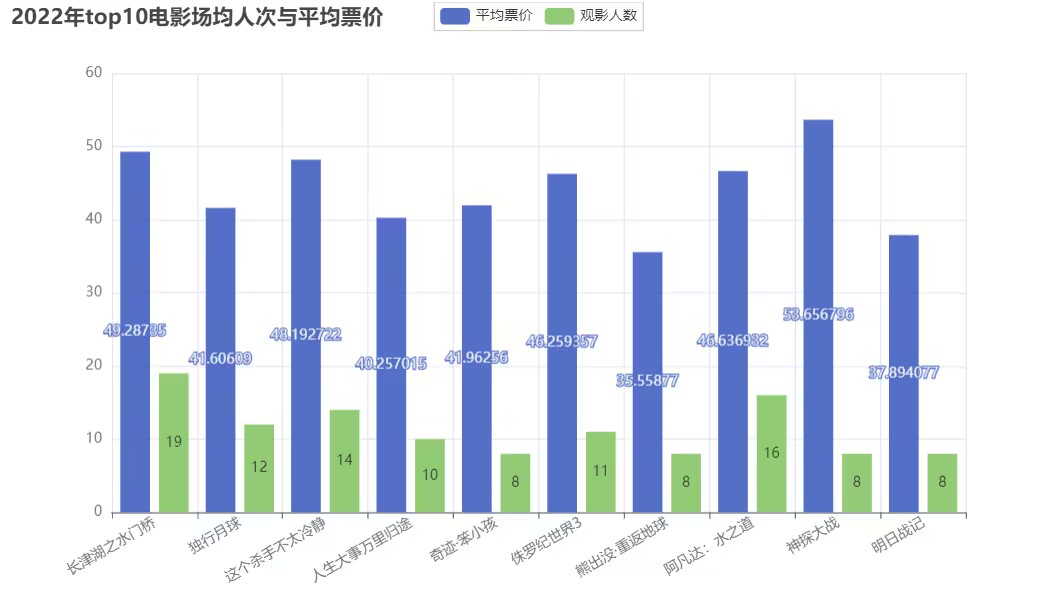 2022年top10电影场均人次与平均票价
平均票价 观影人数
60
50
40
30
20
10
0
49.28735
41.60609
48.192722
40.257015
41.96256
46.259357
35.55877
46.636932
53.656796
37.894077
19
12
14
10
8
11
8
16
8
8
长津湖之水门桥
独行月球
这个杀手不太冷静
人生大事万里归途
奇迹·笨小孩
侏罗纪世界3
熊出没·重返地球
阿凡达：水之道
神探大战
明日战记